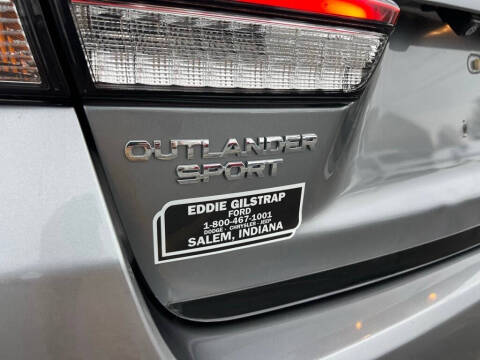 OUTLANDER
SPORT
EDDIE GILSTRAP
FORD
1-800-467-1001
DODGE - CHRYSLER - JEEP
SALEM, INDIANA